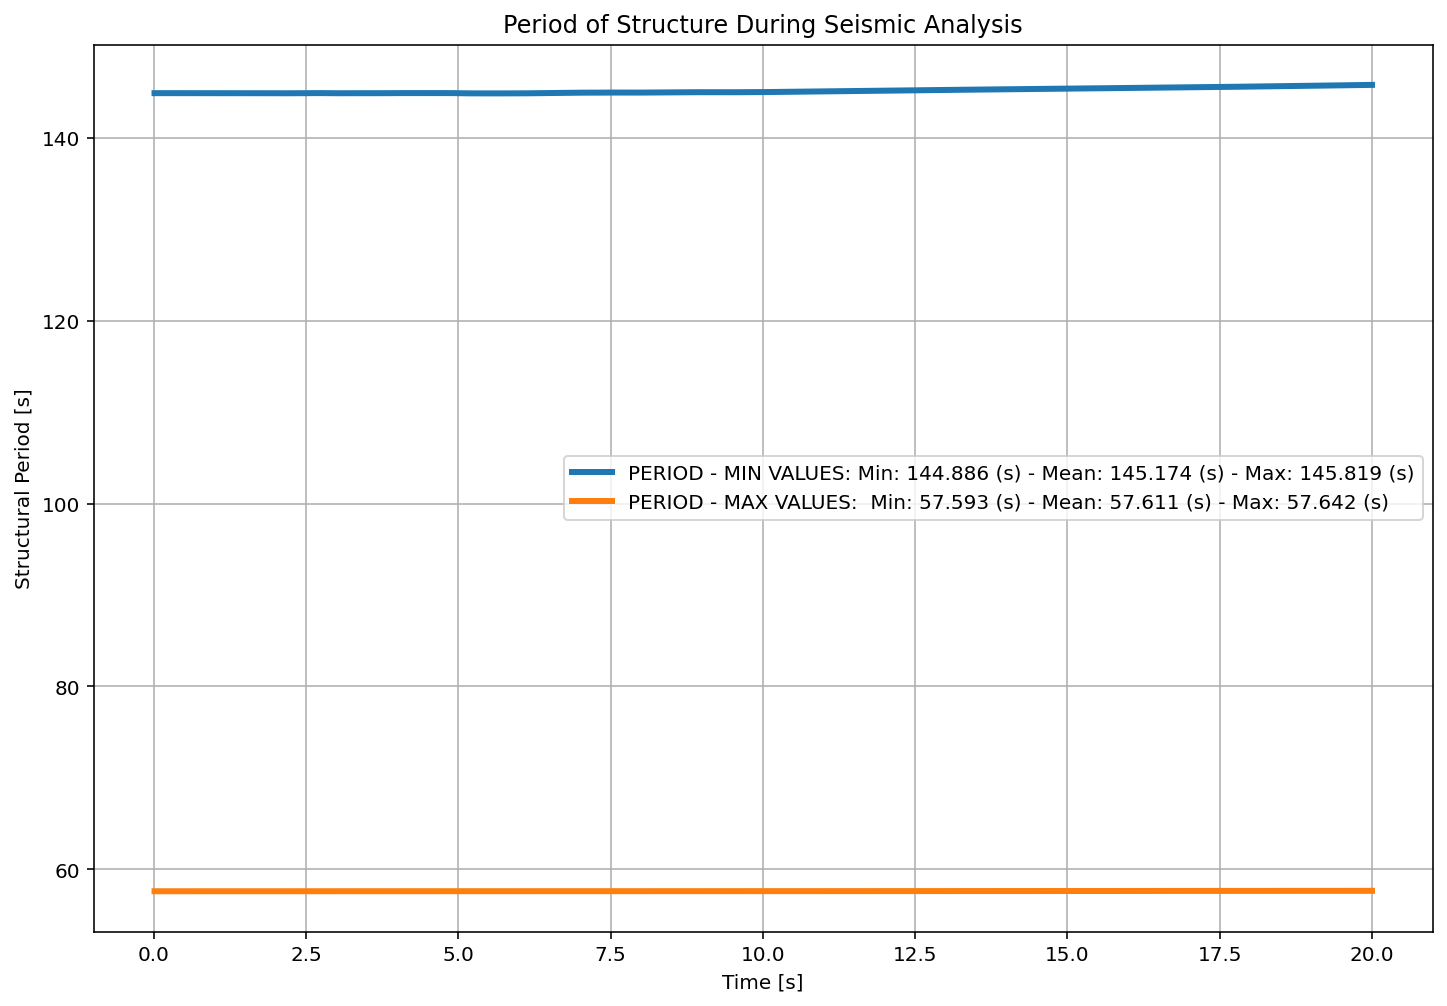 Period of Structure During Seismic Analysis
Structural Period [s]
140
120
100
80
60
PERIOD - MIN VALUES: Min: 144.886 (s) - Mean: 145.174 (s) - Max: 145.819 (s)
PERIOD - MAX VALUES:  Min: 57.593 (s) - Mean: 57.611 (s) - Max: 57.642 (s)
0.0 2.5 5.0 7.5 10.0 12.5 15.0 17.5 20.0
Time [s]